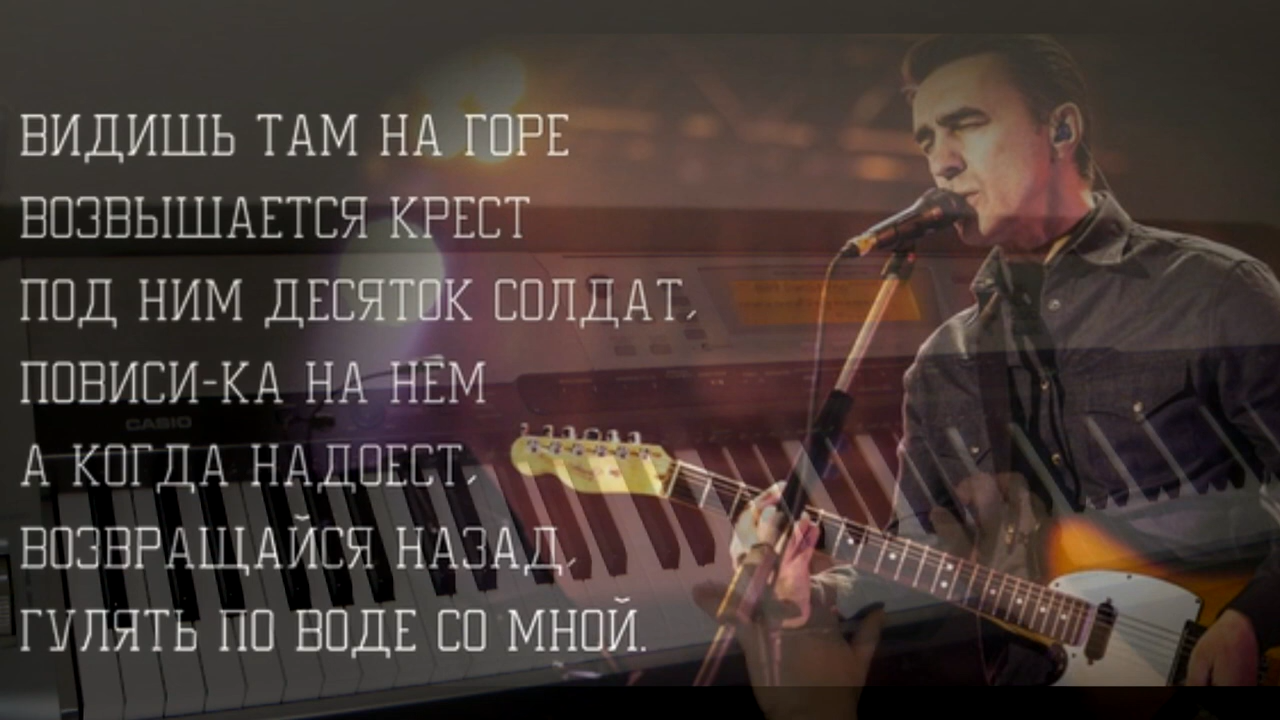 ВИДИШЬ ТАМ НА ГОРЕ
ВОЗВЫШАЕТСЯ КРЕСТ
ПОД НИМ ДЕСЯТОК СОЛДАТ,
ПОВИСИ-КА НА НЁМ
CASIO
А КОГДА НАДОЕСТ,
ВОЗВРАЩАЙСЯ НАЗАД,
ГУЛЯТЬ ПО ВОДЕ СО МНОЙ.